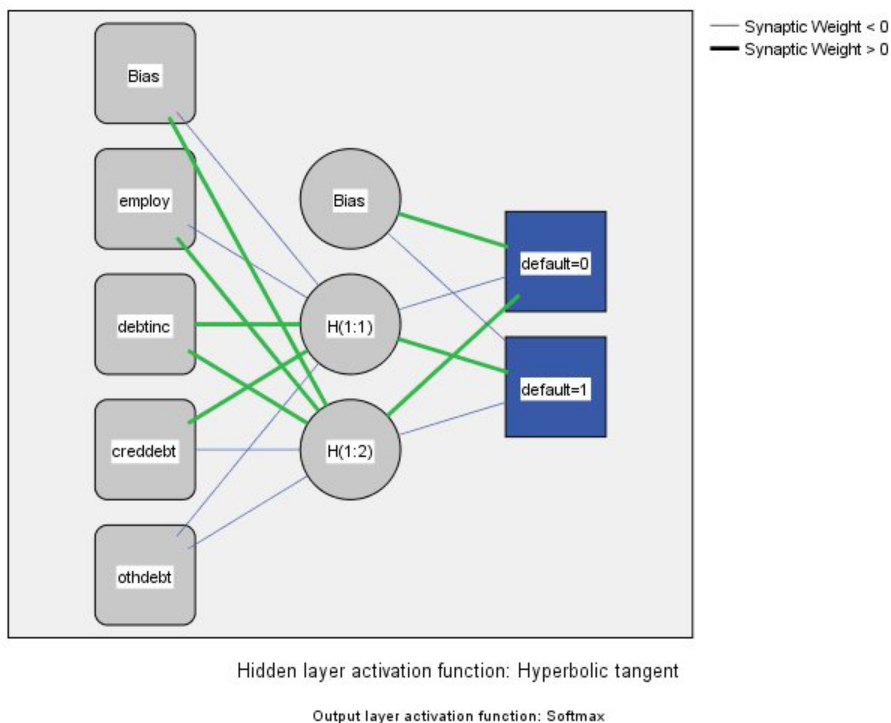 Synaptic Weight < 0
Synaptic Weight > 0
Bias
employ
debtinc
creddebt
othdebt
Bias
H(1:1)
H(1:2)
default=0
default=1
Hidden layer activation function: Hyperbolic tangent
Output layer activation function: Softmax